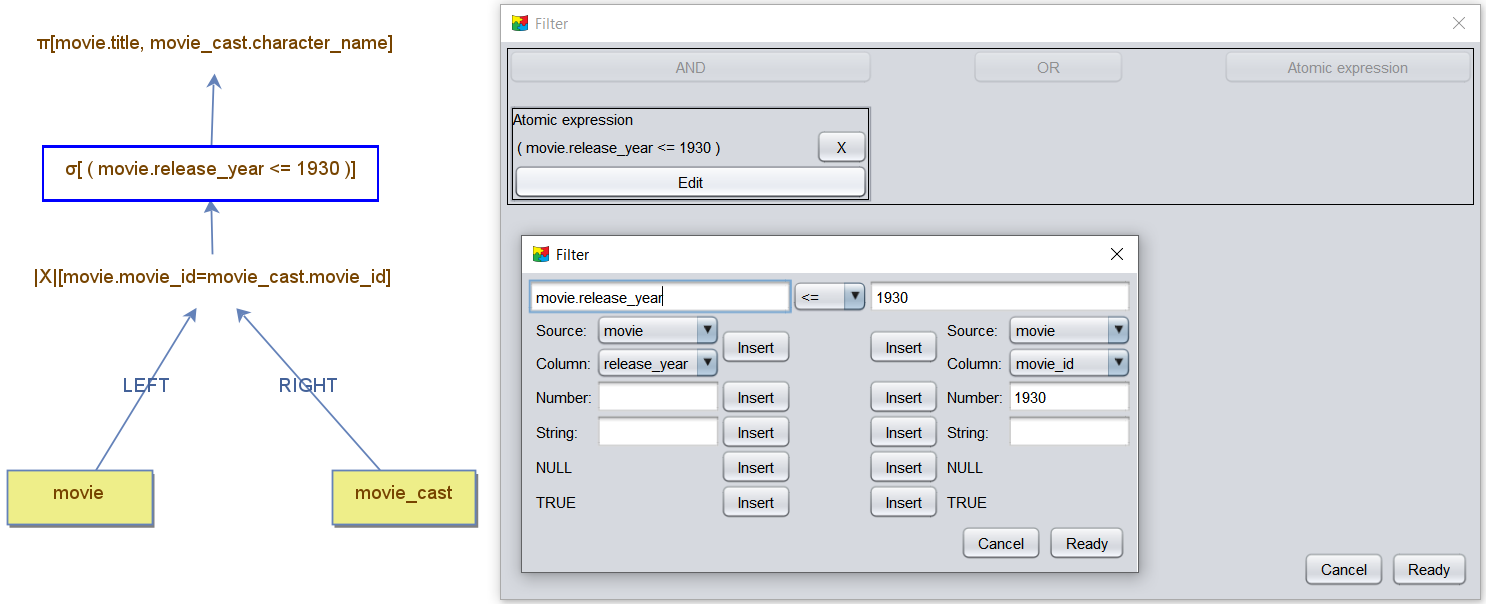 π[movie.title, movie_cast.character_name]
σ[ ( movie.release_year <= 1930 )]
|X|[movie.movie_id=movie_cast.movie_id]
LEFT RIGHT
movie movie_cast
Filter
AND OR Atomic expression
Atomic expression
( movie.release_year <= 1930 ) X
Edit
Filter
movie.release_year <= 1930
Source: movie Insert Insert Source: movie
Column: release_year Column: movie_id
Number: Insert Insert Number: 1930
String: Insert Insert String:
NULL Insert Insert NULL
TRUE Insert Insert TRUE
Cancel Ready
Cancel Ready